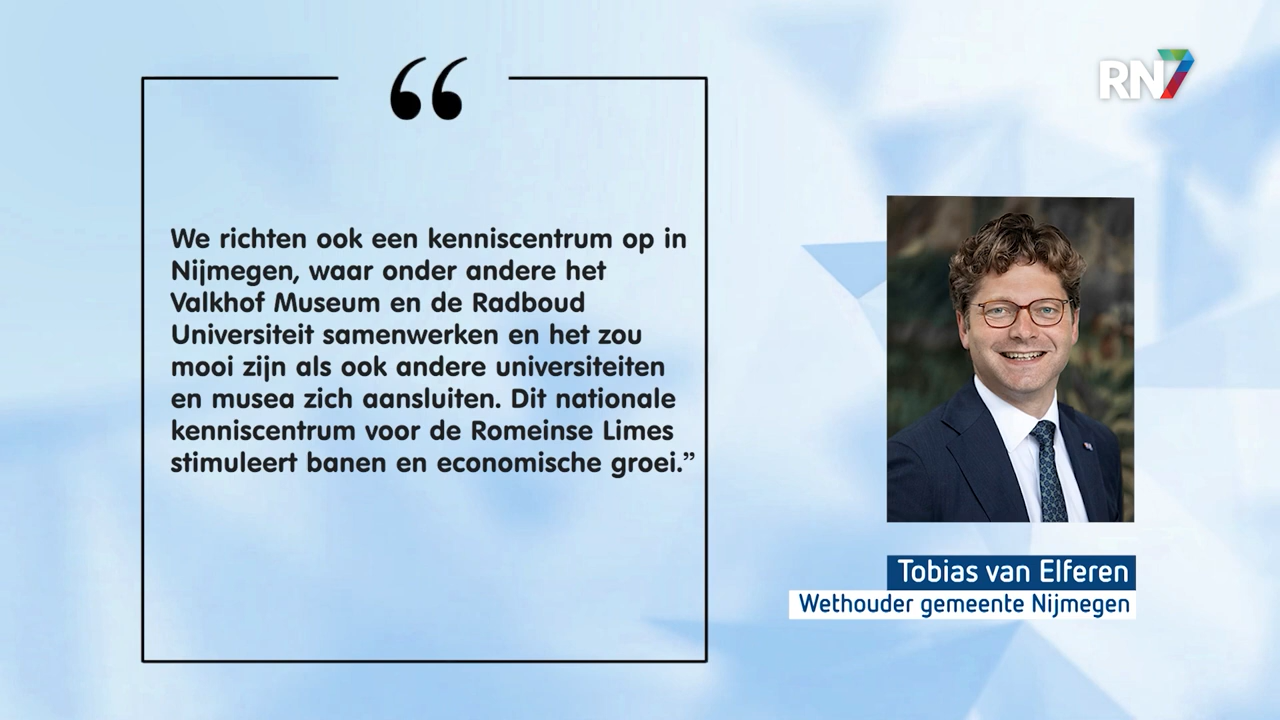 RN7
“
We richten ook een kenniscentrum op in
Nijmegen, waar onder andere het
Valkhof Museum en de Radboud
Universiteit samenwerken en het zou
mooi zijn als ook andere universiteiten
en musea zich aansluiten. Dit nationale
kenniscentrum voor de Romeinse Limes
stimuleert banen en economische groei.”
Tobias van Elferen
Wethouder gemeente Nijmegen